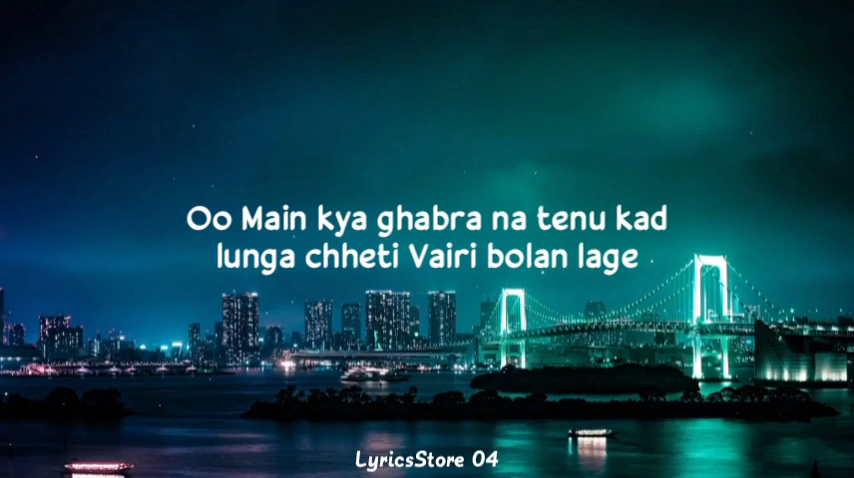 Oo Main kya ghabra na tenu kad
lunga chheti Vairi bolan lage
LyricsStore 04